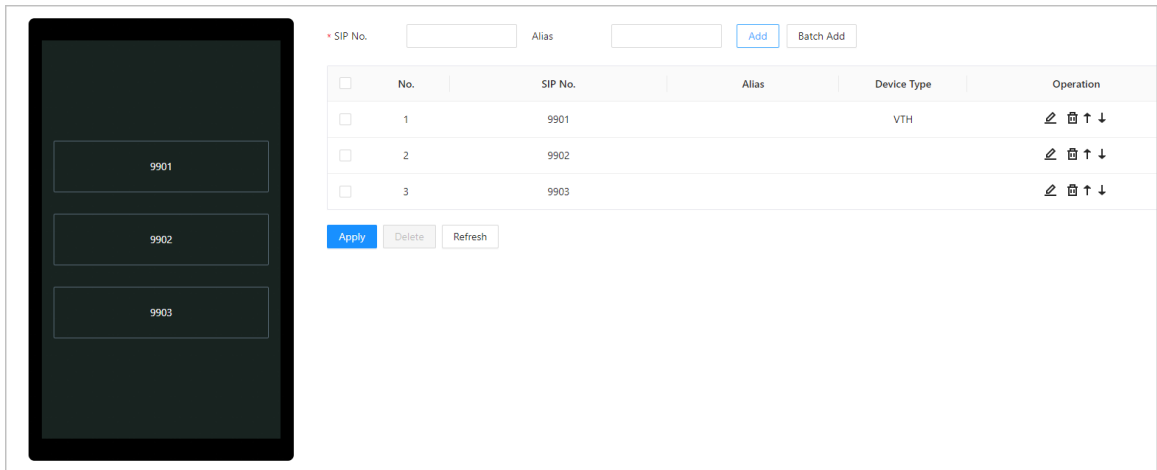 9901
9902
9903
* SIP No. Alias Add Batch Add
No. SIP No. Alias Device Type Operation
1 9901 VTH
2 9902
3 9903
Apply Delete Refresh